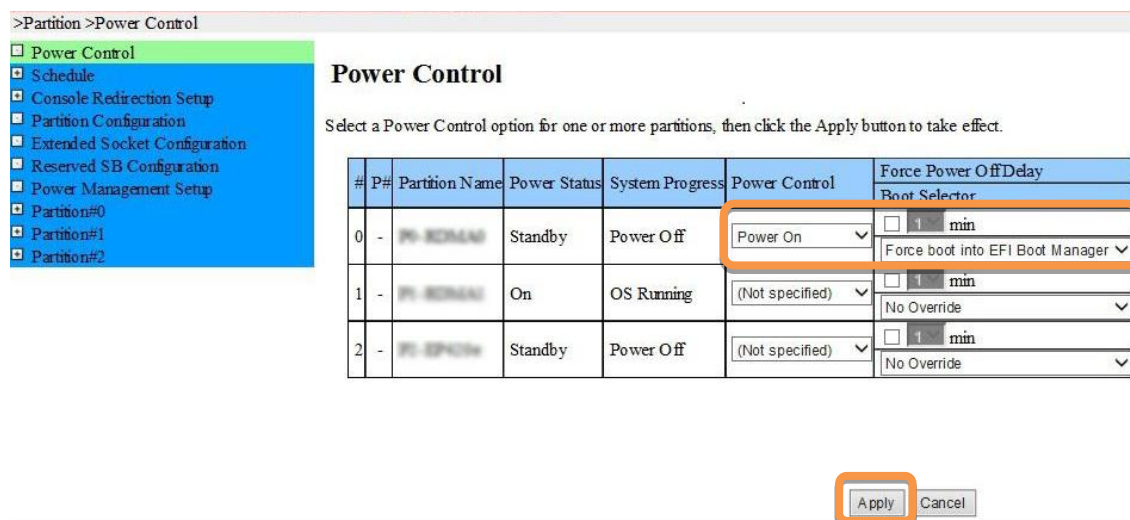 >Partition >Power Control
Power Control
Schedule
Console Redirection Setup
Partition Configuration
Extended Socket Configuration
Reserved SB Configuration
Power Management Setup
Partition#0
Partition#1
Partition#2
Power Control
Select a Power Control option for one or more partitions, then click the Apply button to take effect.
# P# Partition Name Power Status System Progress Power Control Force Power Off Delay
Boot Selector
0 - Standby Power Off Power On 1 min
Force boot into EFI Boot Manager
1 - On OS Running (Not specified) 1 min
No Override
2 - Standby Power Off (Not specified) 1 min
No Override
Apply Cancel